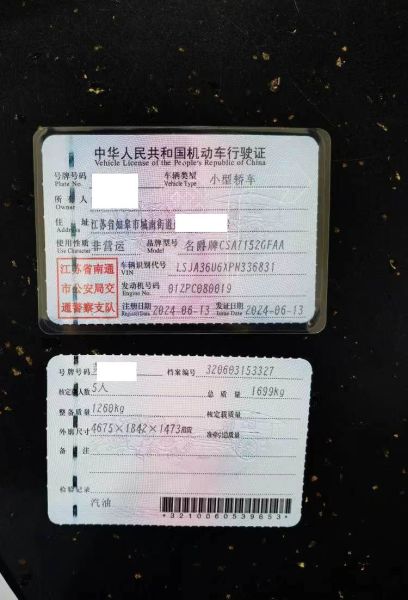 中华人民共和国机动车行驶证
Vehicle License of the People's Republic of China
号牌号码 Plate No. 车辆类型 Vehicle Type 小型轿车
所有人 Owner
住址 Address 江苏省如皋市城南街道
使用性质 Use Character 非营运 品牌型号 Model 名爵牌CSA7152GFAA
江苏省南通市公安局交通警察支队
车辆识别代号 VIN LSJA36U6XPN336831
发动机号码 Engine No. 01ZPC080019
注册日期 Register Date 2024-06-13 发证日期 Issue Date 2024-06-13
号牌号码 档案编号 320603153327
核定载人数 5人 总质量 1699kg
整备质量 1260kg 核定载质量
外廓尺寸 4675×1842×1473mm 准牵引总质量
备注
检验记录
汽油
*3210060539853*